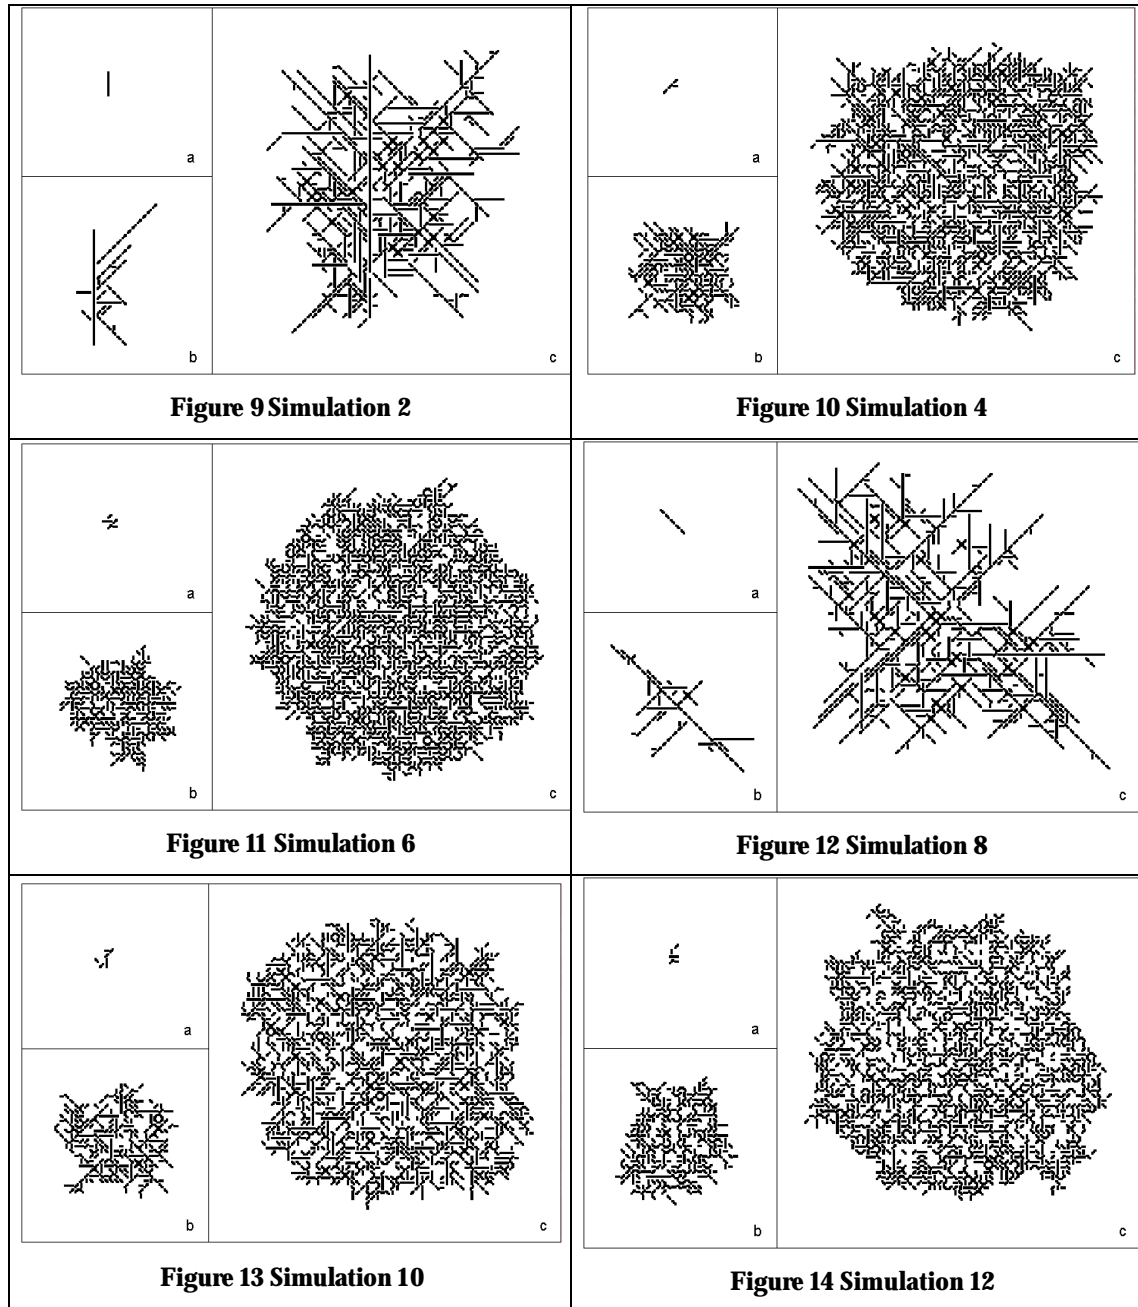 a
b
c
Figure 9 Simulation 2
a
b
c
Figure 10 Simulation 4
a
b
c
Figure 11 Simulation 6
a
b
c
Figure 12 Simulation 8
a
b
c
Figure 13 Simulation 10
a
b
c
Figure 14 Simulation 12